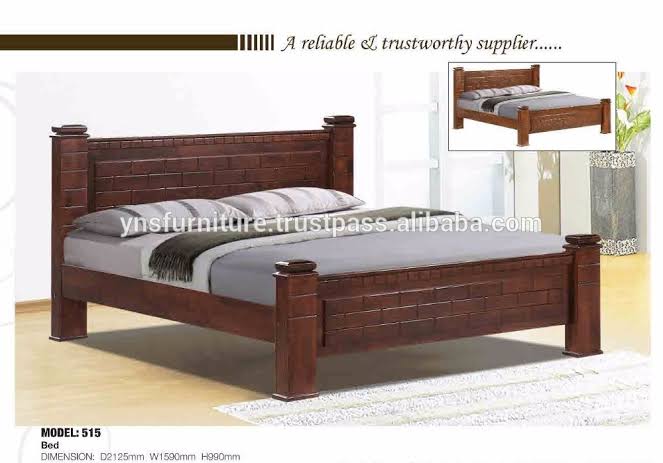 A reliable & trustworthy supplier......
ynsfurniture.trustpass.alibaba.com
MODEL: 515
Bed
DIMENSION: D2125mm W1590mm H990mm